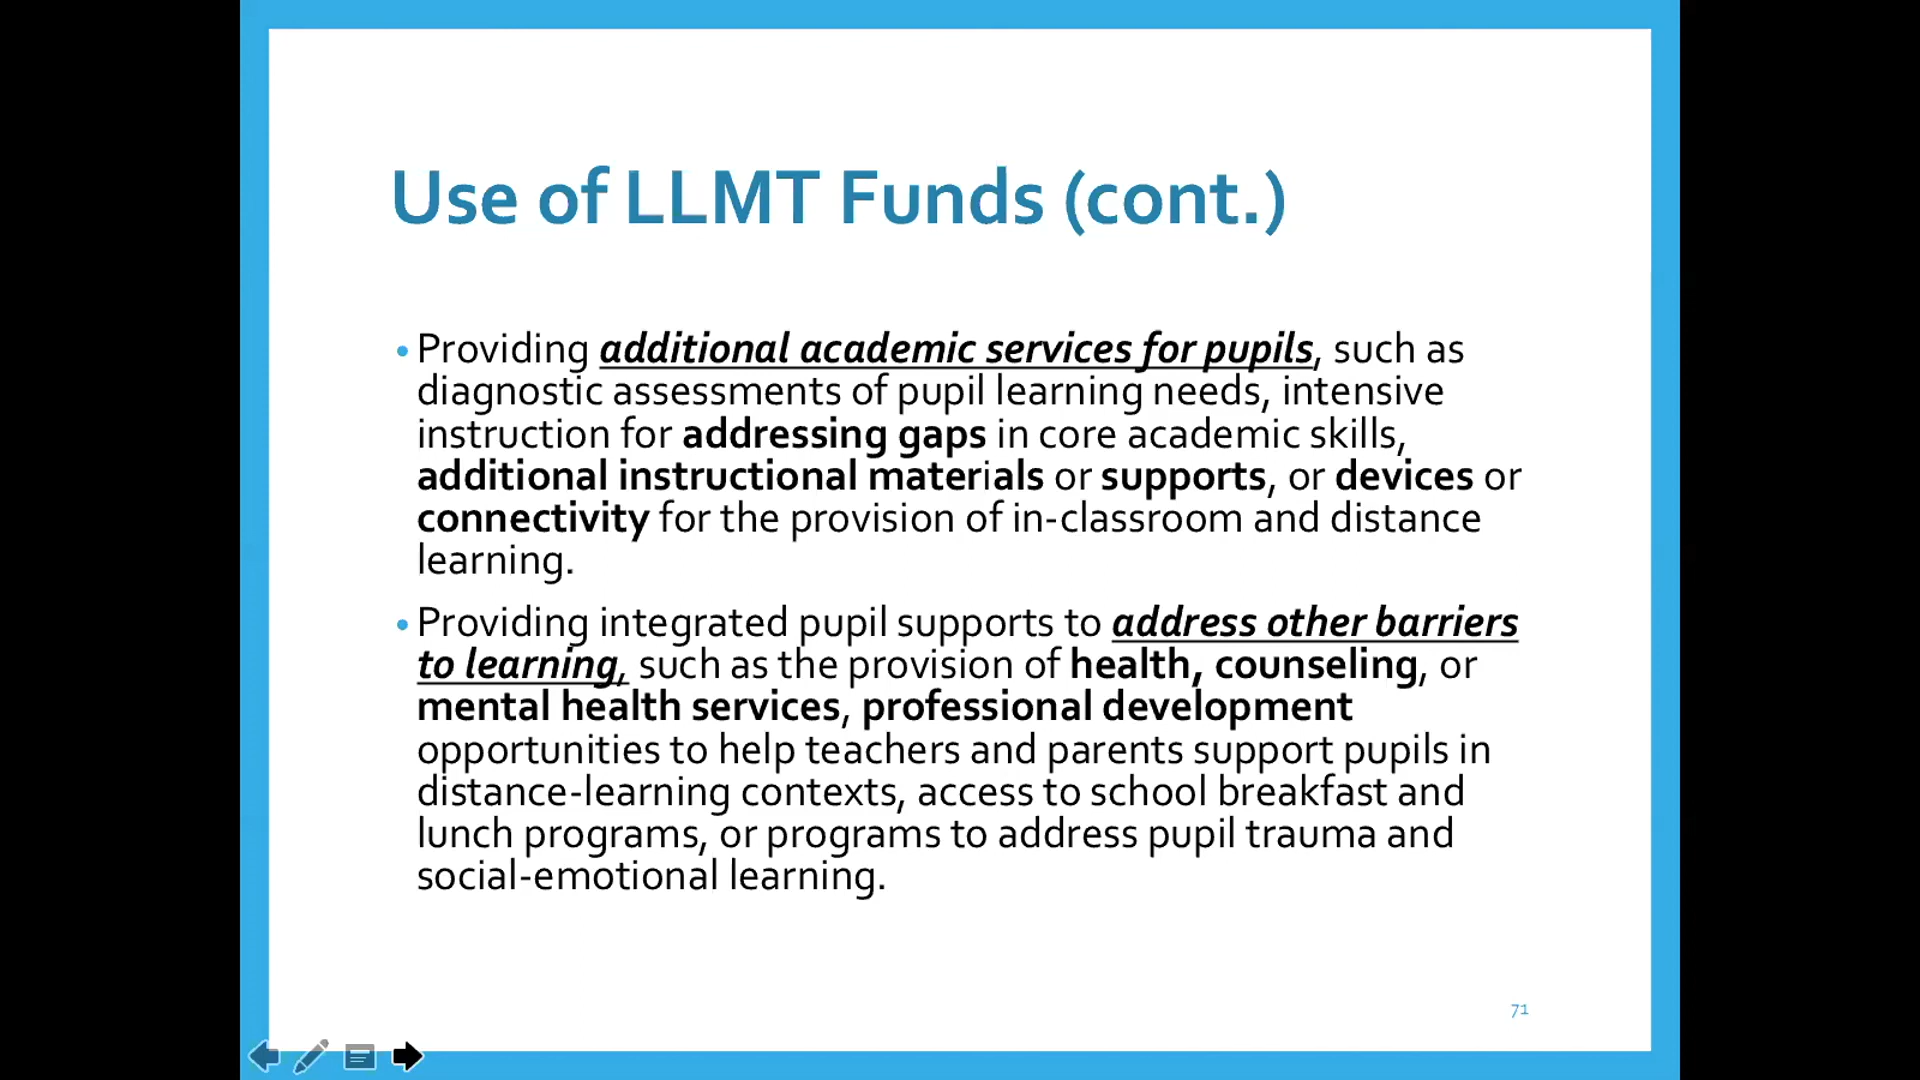 Use of LLMT Funds (cont.)
• Providing additional academic services for pupils, such as
diagnostic assessments of pupil learning needs, intensive
instruction for addressing gaps in core academic skills,
additional instructional materials or supports, or devices or
connectivity for the provision of in-classroom and distance
learning.
• Providing integrated pupil supports to address other barriers
to learning, such as the provision of health, counseling, or
mental health services, professional development
opportunities to help teachers and parents support pupils in
distance-learning contexts, access to school breakfast and
lunch programs, or programs to address pupil trauma and
social-emotional learning.
71